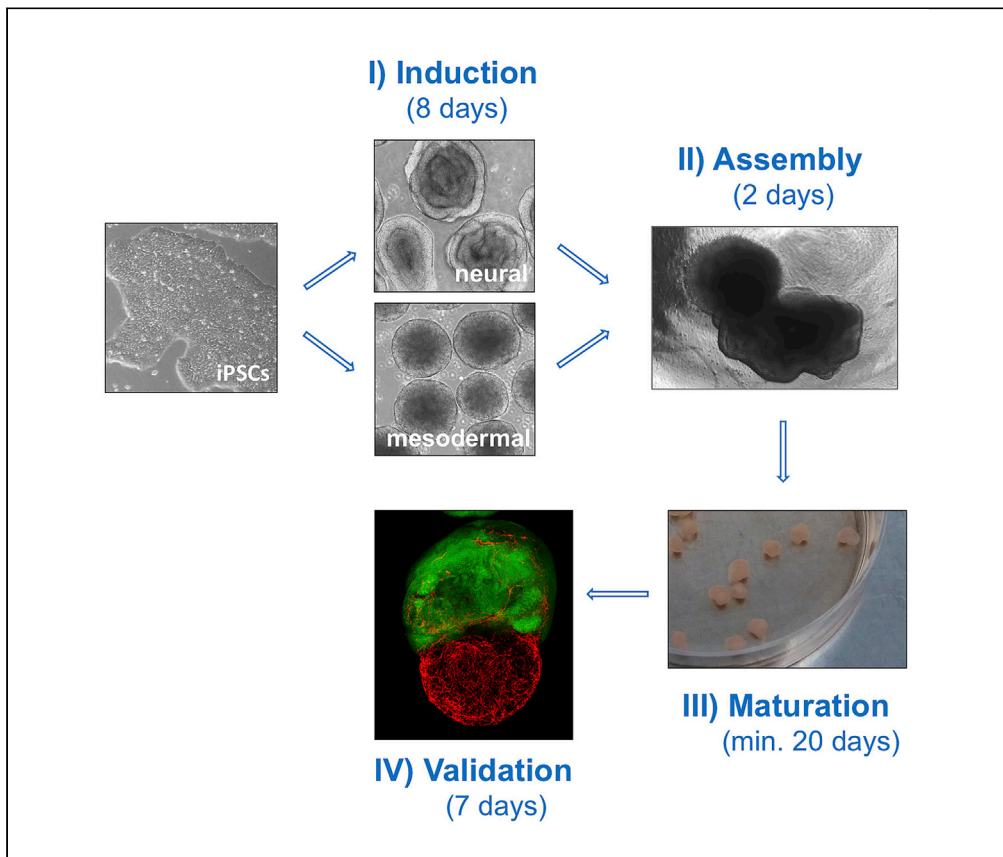 I) Induction
(8 days)
II) Assembly
(2 days)
neural
iPSCs
mesodermal
III) Maturation
(min. 20 days)
IV) Validation
(7 days)